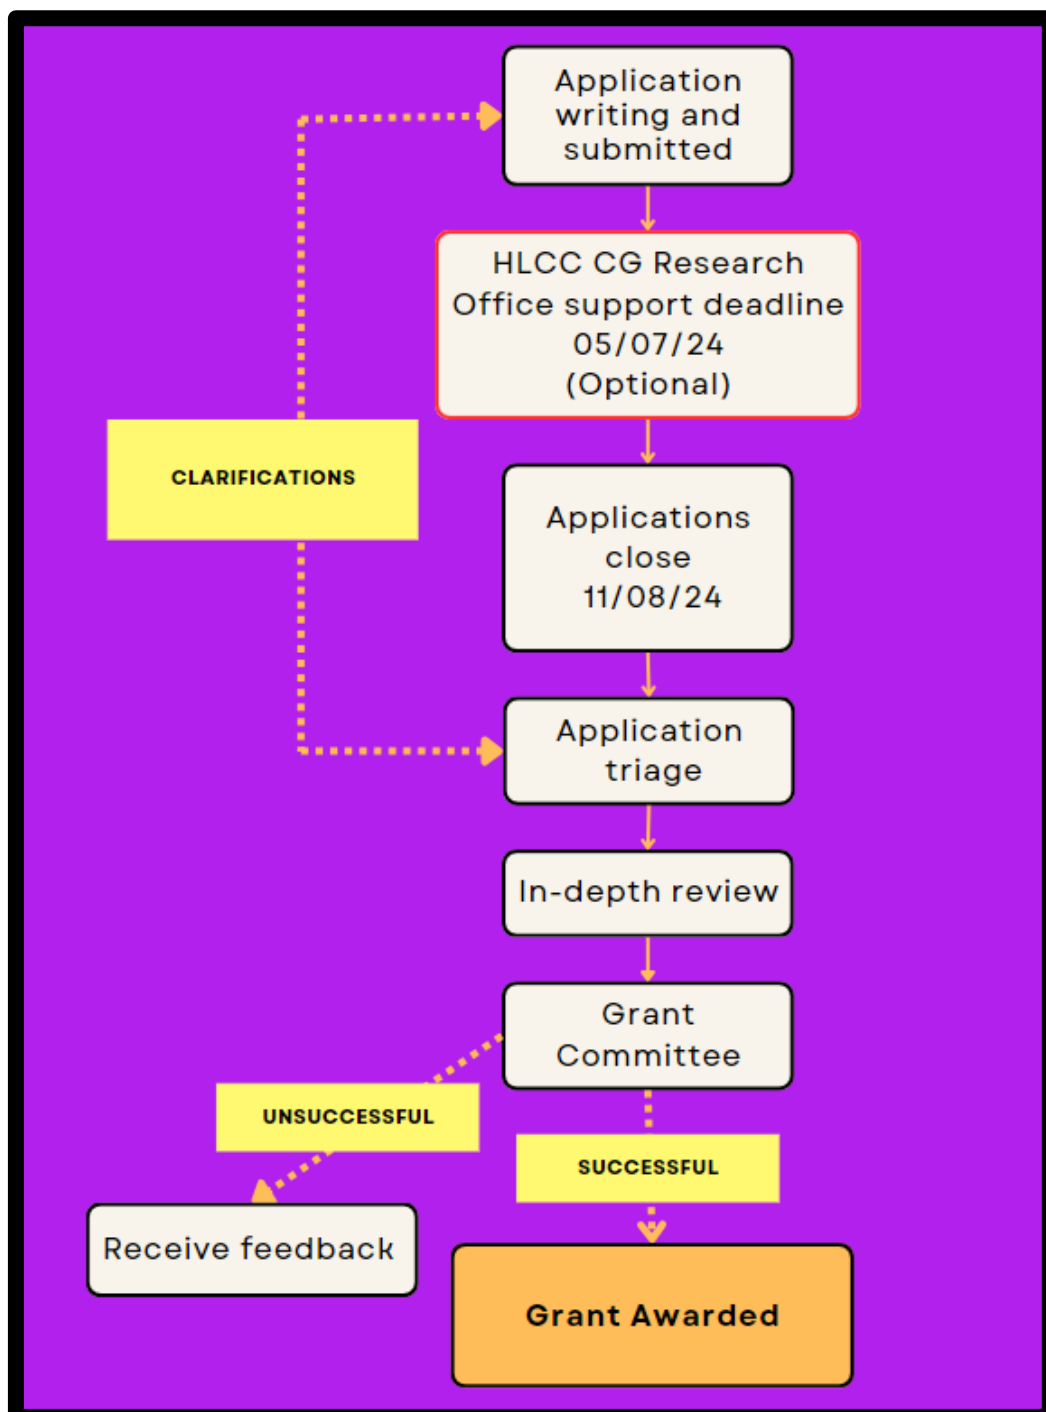 Application
writing and
submitted
HLCC CG Research
Office support deadline
05/07/24
(Optional)
CLARIFICATIONS
Applications
close
11/08/24
Application
triage
In-depth review
Grant
Committee
UNSUCCESSFUL
SUCCESSFUL
Receive feedback
Grant Awarded